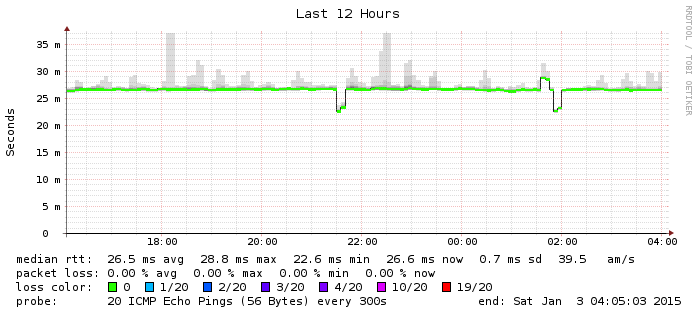 Last 12 Hours
RRDTOOL / TOBI OETIKER
Seconds
35 m
30 m
25 m
20 m
15 m
10 m
5 m
0
18:00 20:00 22:00 00:00 02:00 04:00
median rtt: 26.5 ms avg 28.8 ms max 22.6 ms min 26.6 ms now 0.7 ms sd 39.5 am/s
packet loss: 0.00 % avg 0.00 % max 0.00 % min 0.00 % now
loss color: 0 1/20 2/20 3/20 4/20 10/20 19/20
probe: 20 ICMP Echo Pings (56 Bytes) every 300s end: Sat Jan 3 04:05:03 2015